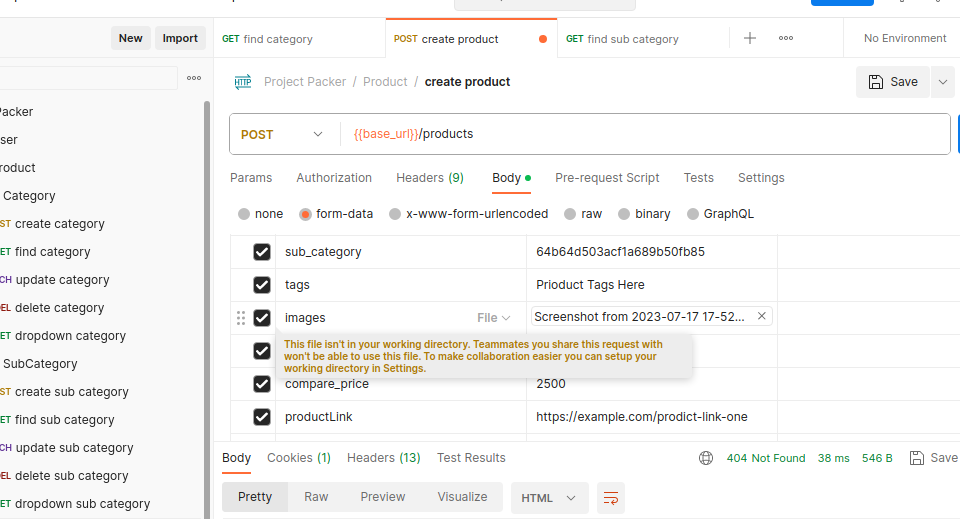 New
Import
GET find category
POST create product
GET find sub category
No Environment
Project Packer / Product / create product
Save
POST
{{base_url}}/products
Params
Authorization
Headers (9)
Body
Pre-request Script
Tests
Settings
none
form-data
x-www-form-urlencoded
raw
binary
GraphQL
Packer
ser
roduct
Category
ST create category
ET find category
CH update category
EL delete category
ET dropdown category
SubCategory
ST create sub category
ET find sub category
CH update sub category
EL delete sub category
ET dropdown sub category
sub_category
64b64d503acf1a689b50fb85
tags
Prioduct Tags Here
images
File
Screenshot from 2023-07-17 17-52...
This file isn't in your working directory. Teammates you share this request with
won't be able to use this file. To make collaboration easier you can setup your
working directory in Settings.
compare_price
2500
productLink
https://example.com/prodict-link-one
Body
Cookies (1)
Headers (13)
Test Results
404 Not Found
38 ms
546 B
Save
Pretty
Raw
Preview
Visualize
HTML